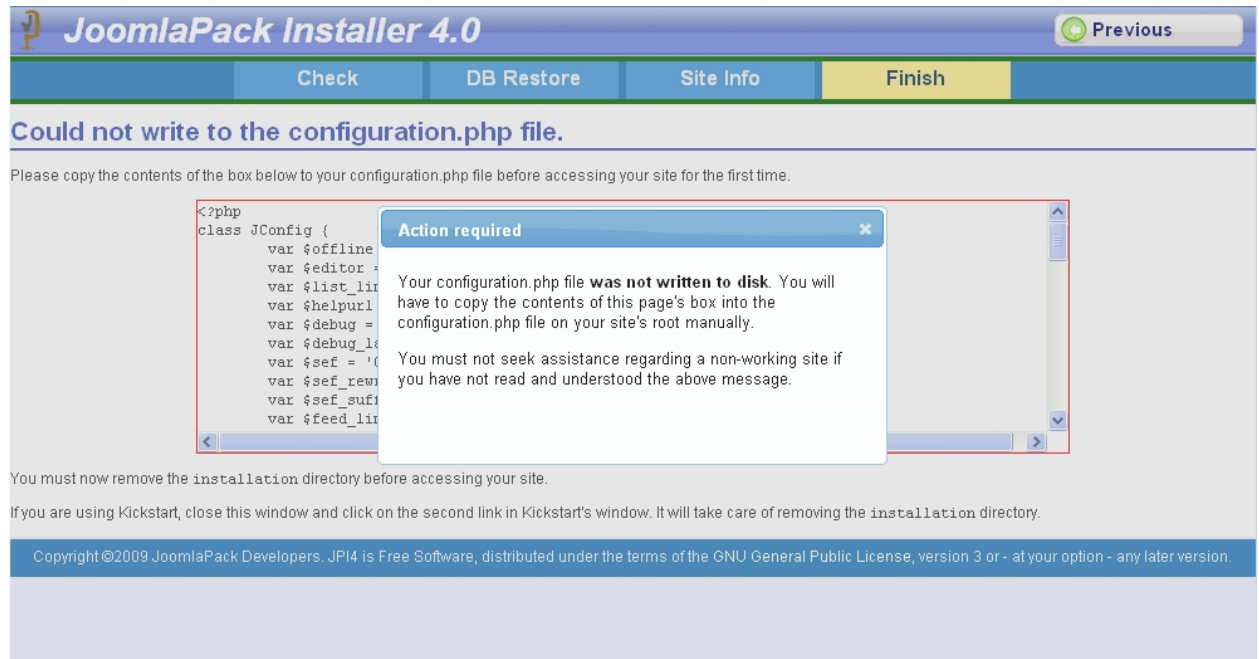 JoomlaPack Installer 4.0
Previous
Check
DB Restore
Site Info
Finish
Could not write to the configuration.php file.
Please copy the contents of the box below to your configuration.php file before accessing your site for the first time.
<?php
class JConfig {
var $offline
var $editor =
var $list_lim
var $helpurl
var $debug =
var $debug_la
var $sef = '0
var $sef_rewr
var $sef_suff
var $feed_lim
Action required
Your configuration.php file was not written to disk. You will
have to copy the contents of this page's box into the
configuration.php file on your site's root manually.
You must not seek assistance regarding a non-working site if
you have not read and understood the above message.
You must now remove the installation directory before accessing your site.
If you are using Kickstart, close this window and click on the second link in Kickstart's window. It will take care of removing the installation directory.
Copyright ©2009 JoomlaPack Developers. JPI4 is Free Software, distributed under the terms of the GNU General Public License, version 3 or - at your option - any later version.